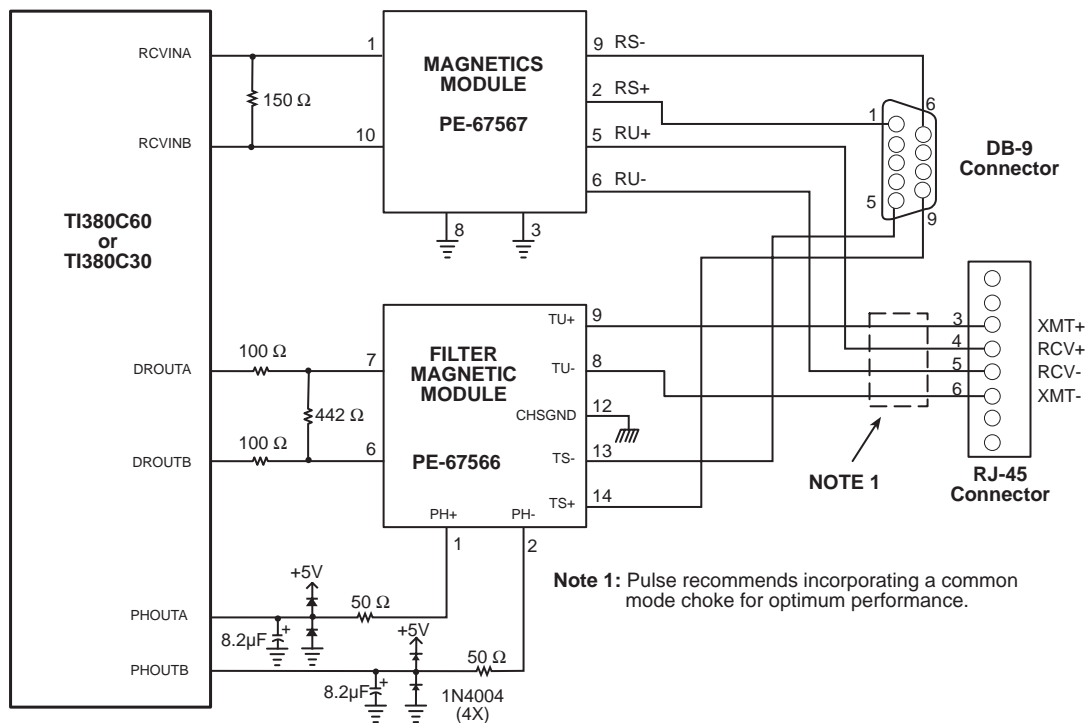 RCVINA
RCVINB
150 Ω
1
10
MAGNETICS
MODULE
PE-67567
8
3
9 RS-
2 RS+
5 RU+
6 RU-
1
6
5
9
DB-9
Connector
TI380C60
or
TI380C30
DROUTA
DROUTB
100 Ω
442 Ω
100 Ω
7
6
FILTER
MAGNETIC
MODULE
PE-67566
TU+
TU-
CHSGND
TS-
TS+
PH+
PH-
9
8
12
13
14
1
2
3
4
5
6
XMT+
RCV+
RCV-
XMT-
RJ-45
Connector
NOTE 1
PHOUTA
PHOUTB
+5V
50 Ω
8.2µF
+
+5V
50 Ω
8.2µF
+
1N4004
(4X)
Note 1: Pulse recommends incorporating a common
mode choke for optimum performance.